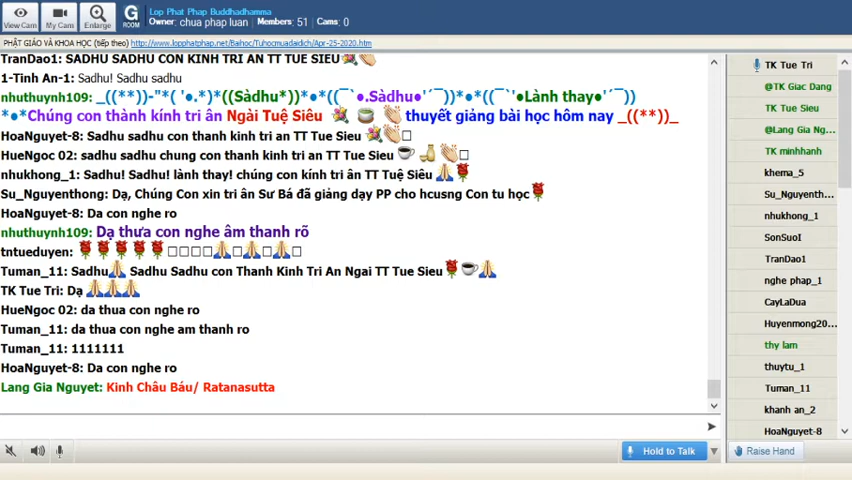 View Cam
My Cam
Enlarge
G
ROOM
Lop Phat Phap Buddhadhamma
Owner: chua phap luan Members: 51 Cams: 0
PHẬT GIÁO VÀ KHOA HỌC (tiếp theo) http://www.lopphatphap.net/Baihoc/Tuhocmuadaidich/Apr-25-2020.htm
TranDao1: SADHU SADHU CON KINH TRI AN TT TUE SIEU
1-Tinh An-1: Sadhu! Sadhu sadhu
nhuthuynh109: _((**))-"*( '●.*)*((Sàdhu*))*●*((¯`●.Sàdhu●'´¯))*●*((¯`'●Lành thay●'´¯))
*●*Chúng con thành kính tri ân Ngài Tuệ Siêu thuyết giảng bài học hôm nay _((**))_
HoaNguyet-8: Sadhu sadhu con thanh kinh tri an TT Tue Sieu
HueNgoc 02: sadhu sadhu chung con thanh kinh tri an TT Tue Sieu
nhukhong_1: Sadhu! Sadhu! lành thay! chúng con kính tri ân TT Tuệ Siêu
Su_Nguyenthong: Dạ, Chúng Con xin tri ân Sư Bá đã giảng dạy PP cho hcusng Con tu học
HoaNguyet-8: Da con nghe ro
nhuthuynh109: Dạ thưa con nghe âm thanh rõ
tntueduyen:
Tuman_11: Sadhu Sadhu Sadhu con Thanh Kinh Tri An Ngai TT Tue Sieu
TK Tue Tri: Dạ
HueNgoc 02: da thua con nghe ro
Tuman_11: da thua con nghe am thanh ro
Tuman_11: 1111111
HoaNguyet-8: Da con nghe ro
Lang Gia Nguyet: Kinh Châu Báu/ Ratanasutta
TK Tue Tri
@TK Giac Dang
TK Tue Sieu
@Lang Gia Ng...
TK minhhanh
khema_5
Su_Nguyenth...
nhukhong_1
SonSuoI
TranDao1
nghe phap_1
CayLaDua
Huyenmong20...
thy lam
thuytu_1
Tuman_11
khanh an_2
HoaNguyet-8
Hold to Talk
Raise Hand